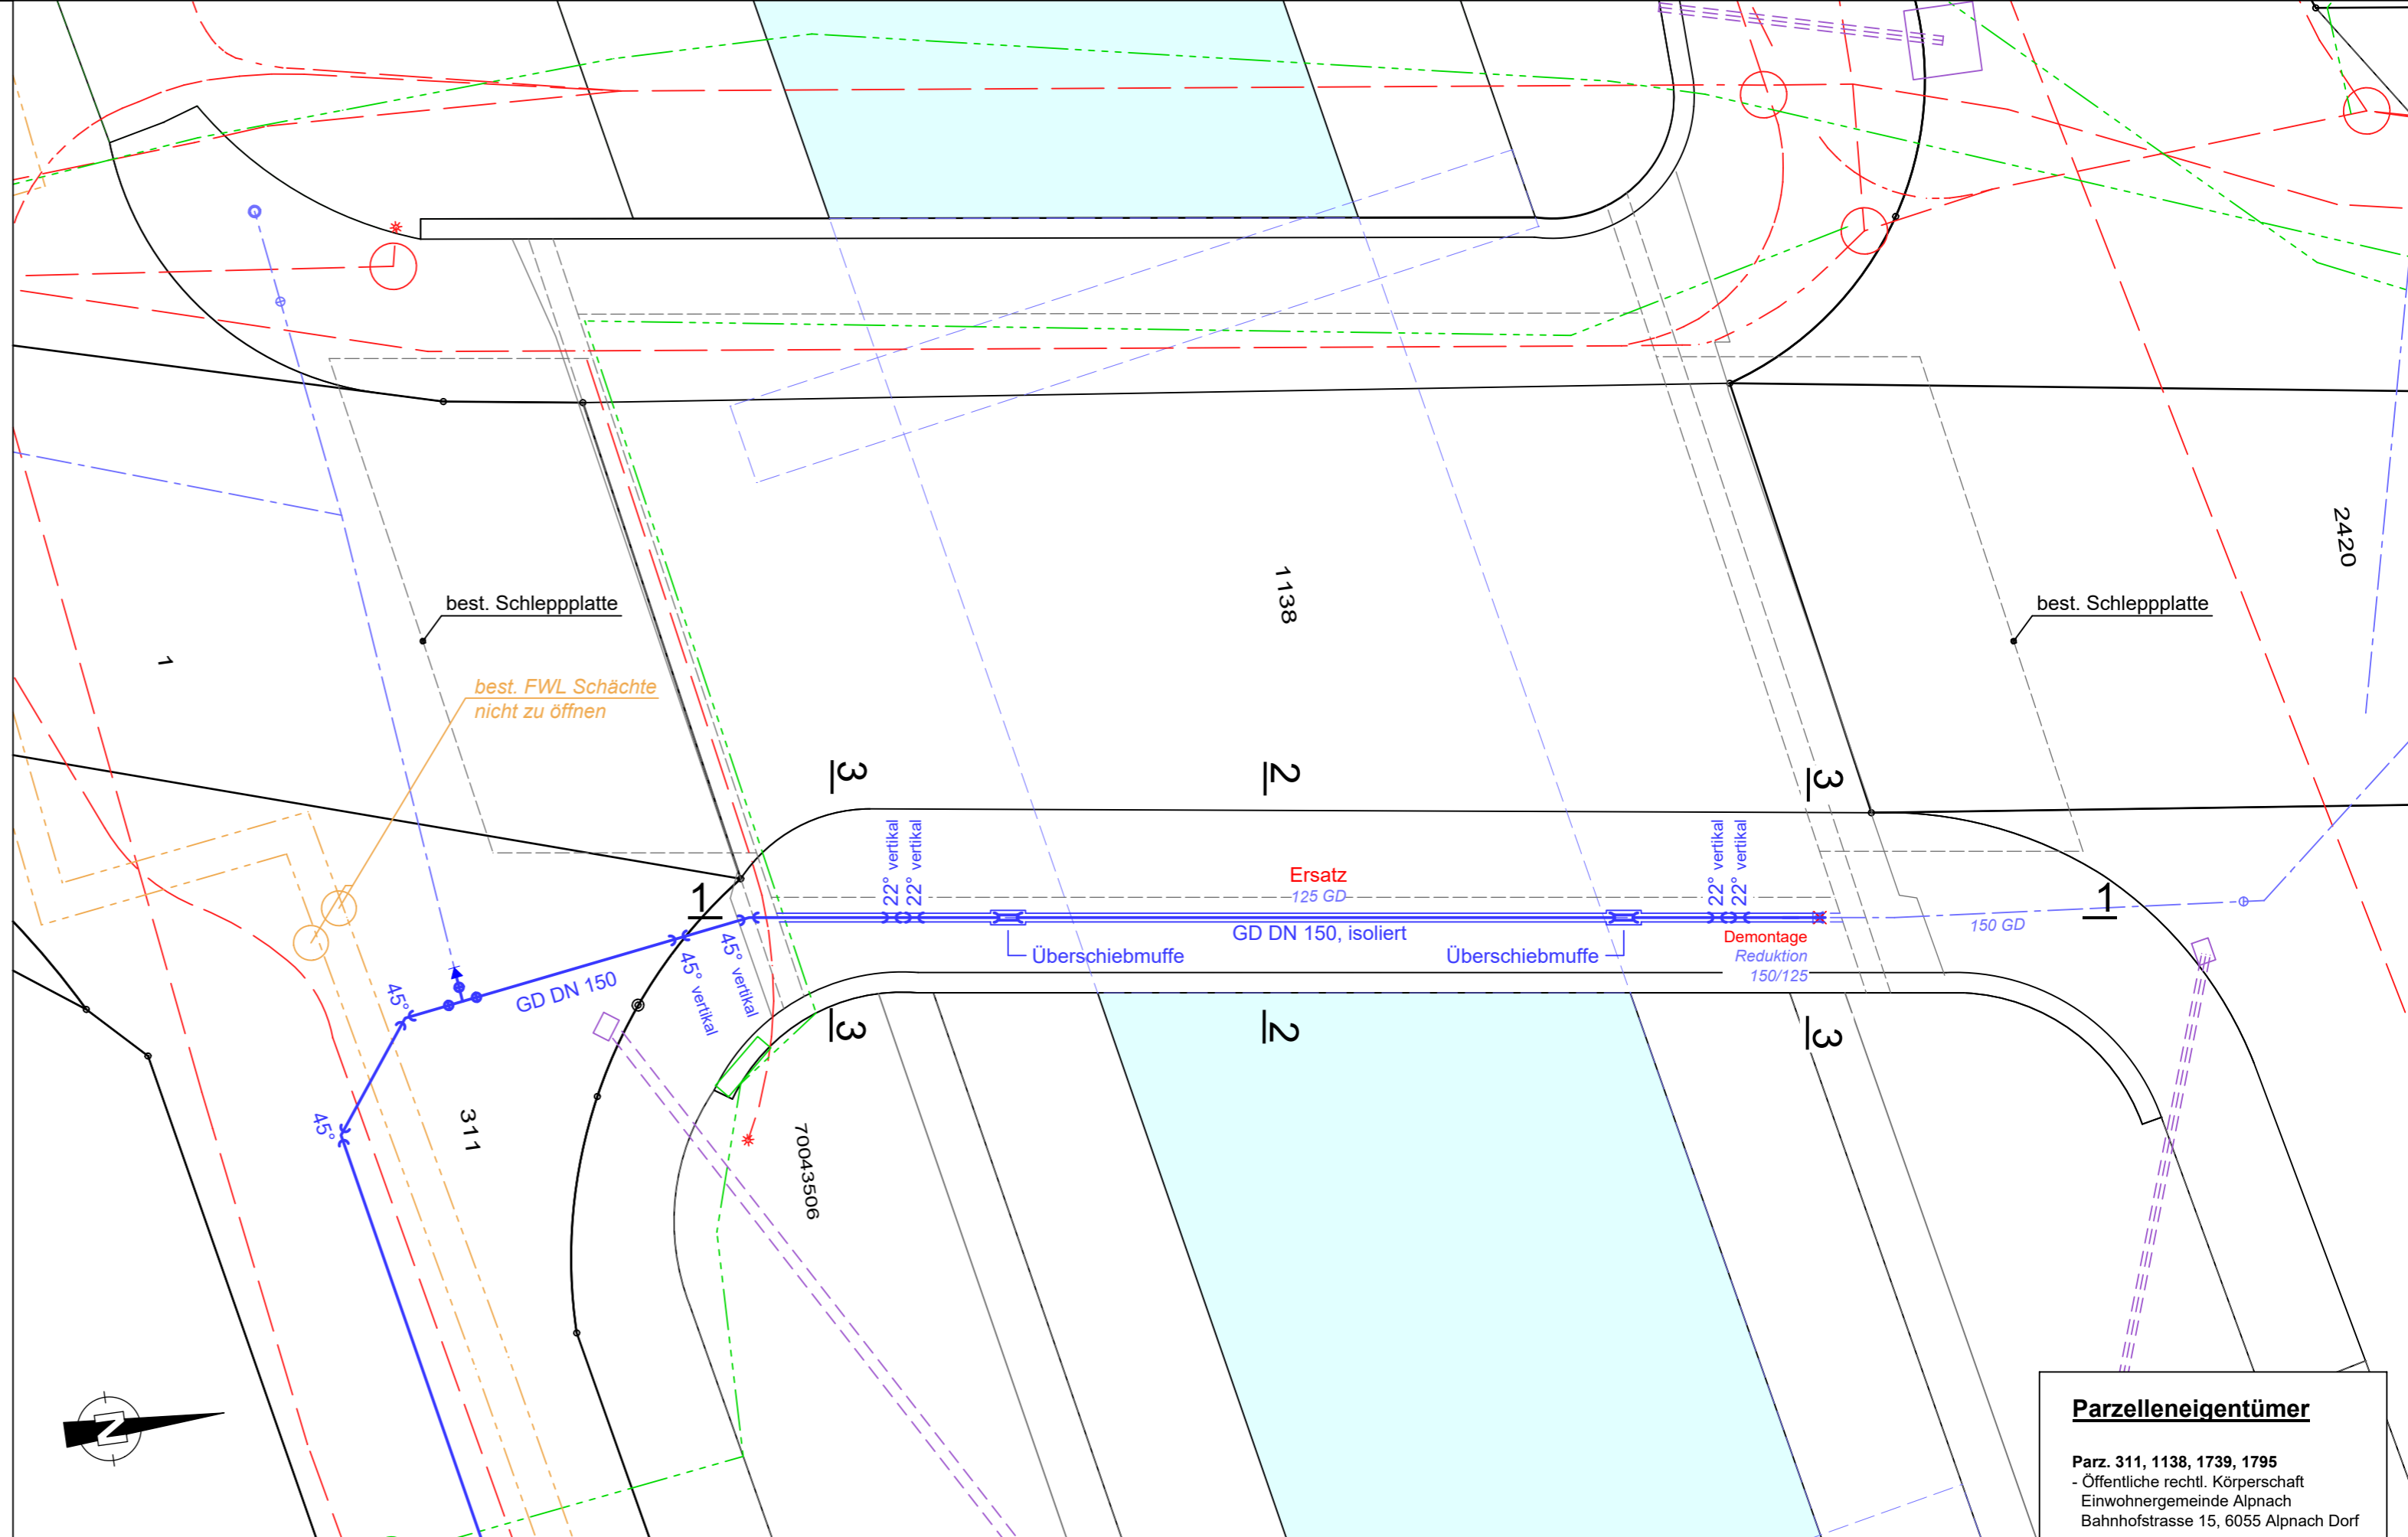 best. Schleppplatte
best. Schleppplatte
1138
2420
1
best. FWL Schächte
nicht zu öffnen
3
2
3
22° vertikal
22° vertikal
22° vertikal
22° vertikal
Ersatz
125 GD
1
1
GD DN 150, isoliert
Überschiebmuffe
Überschiebmuffe
Demontage
Reduktion
150/125
150 GD
45° vertikal
45° vertikal
GD DN 150
45°
45°
3
2
3
311
70043506
N
Parzelleneigentümer
Parz. 311, 1138, 1739, 1795
- Öffentliche rechtl. Körperschaft
Einwohnergemeinde Alpnach
Bahnhofstrasse 15, 6055 Alpnach Dorf